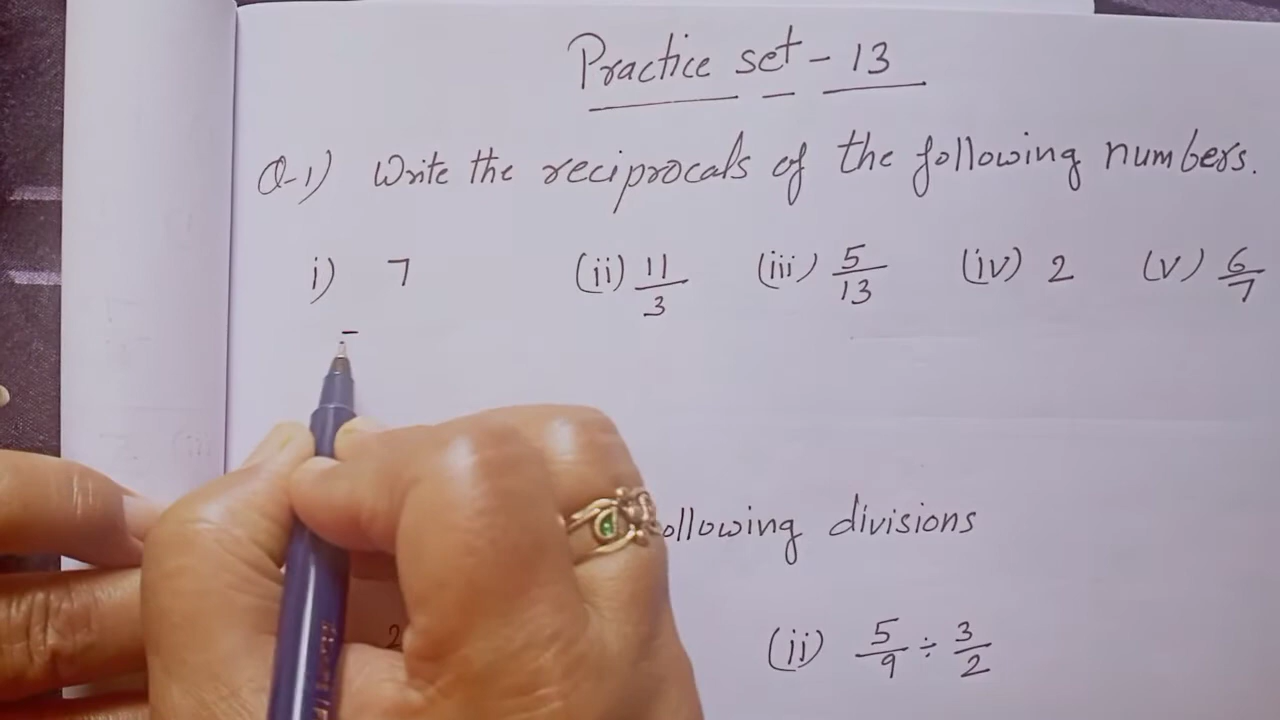 Practice set - 13
Q-1) Write the reciprocals of the following numbers.
i) 7 (ii) 11/3 (iii) 5/13 (iv) 2 (v) 6/7
divisions
2 (ii) 5/9 ÷ 3/2